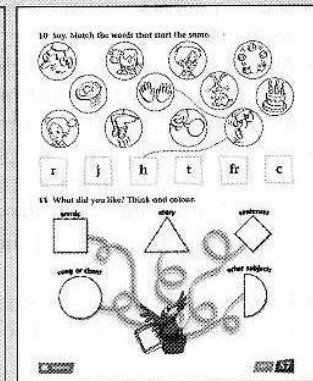 10 Say. Match the words that start the same.
r j h t fr c
11 What did you like? Think and colour.
words story sentences
song or chant other subjects
57